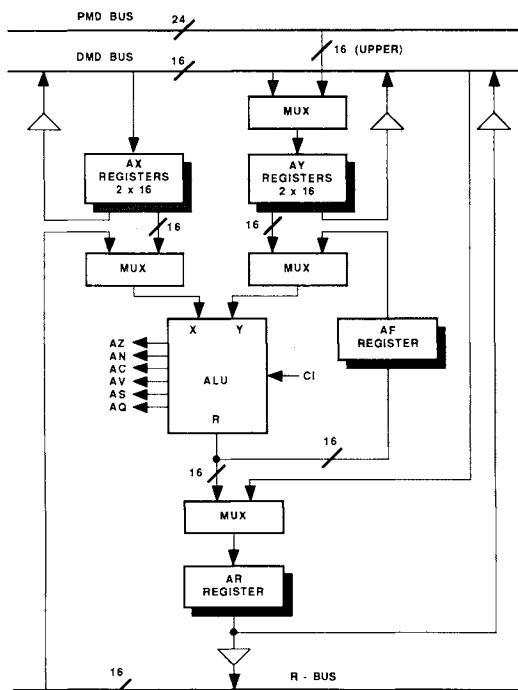 PMD BUS
24
16 (UPPER)
DMD BUS
16
MUX
AX
REGISTERS
2 x 16
AY
REGISTERS
2 x 16
16
16
MUX
MUX
X
Y
AZ
AN
AC
AV
AS
AQ
ALU
CI
AF
REGISTER
R
16
16
MUX
AR
REGISTER
16
R - BUS